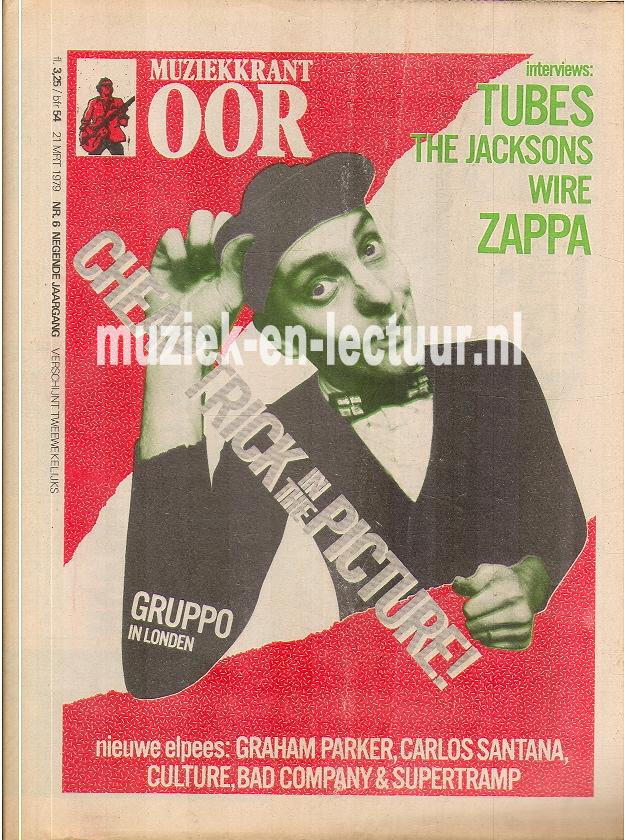 fl. 3,25 / bfr 54 21 MRT 1979 NR. 6 NEGENDE JAARGANG VERSCHIJNT TWEEWEKELIJKS
MUZIEKKRANT
OOR
interviews:
TUBES
THE JACKSONS
WIRE
ZAPPA
CHEAP TRICK IN THE PICTURE!
muziek-en-lectuur.nl
GRUPPO
IN LONDEN
nieuwe elpees: GRAHAM PARKER, CARLOS SANTANA,
CULTURE, BAD COMPANY & SUPERTRAMP